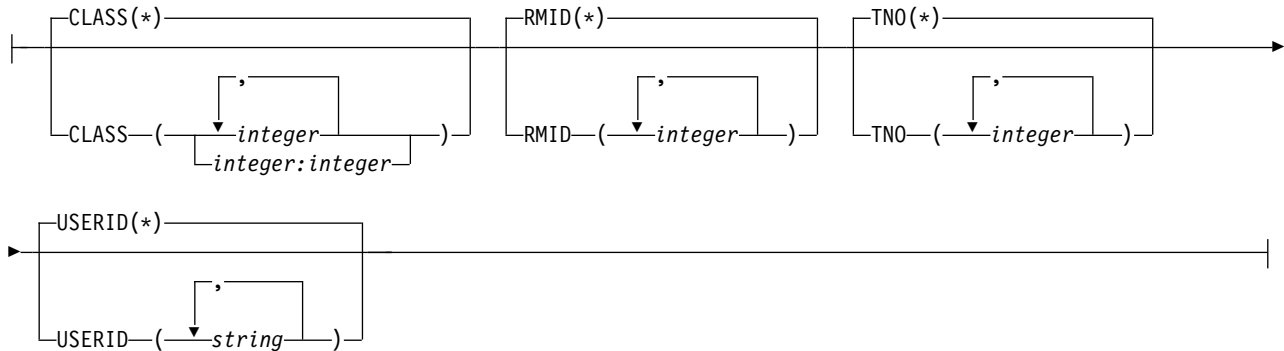 CLASS(*) RMID(*) TNO(*)
, , ,
CLASS ( integer ) RMID ( integer ) TNO ( integer )
integer:integer
USERID(*)
,
USERID ( string )